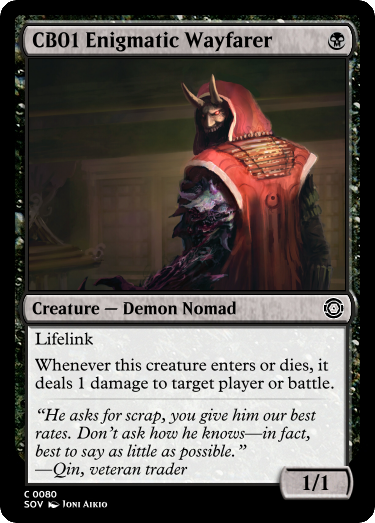 CB01 Enigmatic Wayfarer
Creature — Demon Nomad
Lifelink
Whenever this creature enters or dies, it
deals 1 damage to target player or battle.
“He asks for scrap, you give him our best
rates. Don’t ask how he knows—in fact,
best to say as little as possible.”
—Qin, veteran trader
1/1
C 0080
SOV Joni Aikio